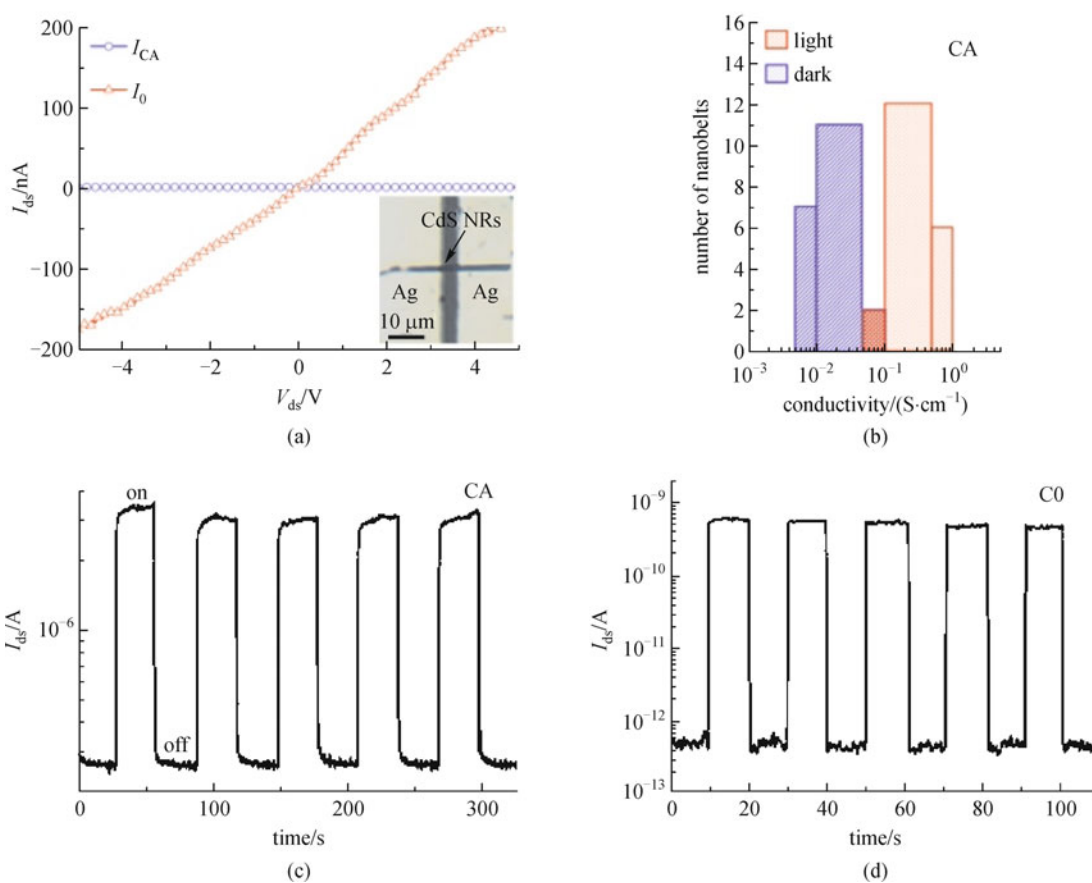 200
100
0
−100
−200
I_ds/nA
I_CA
I_0
CdS NRs
Ag
Ag
10 μm
−4
−2
0
2
4
V_ds/V
(a)
16
14
12
10
8
6
4
2
0
number of nanobelts
light
dark
CA
10⁻³
10⁻²
10⁻¹
10⁰
conductivity/(S·cm⁻¹)
(b)
on
CA
10⁻⁶
I_ds/A
off
0
100
200
300
time/s
(c)
C0
10⁻⁹
10⁻¹⁰
10⁻¹¹
10⁻¹²
10⁻¹³
I_ds/A
0
20
40
60
80
100
time/s
(d)